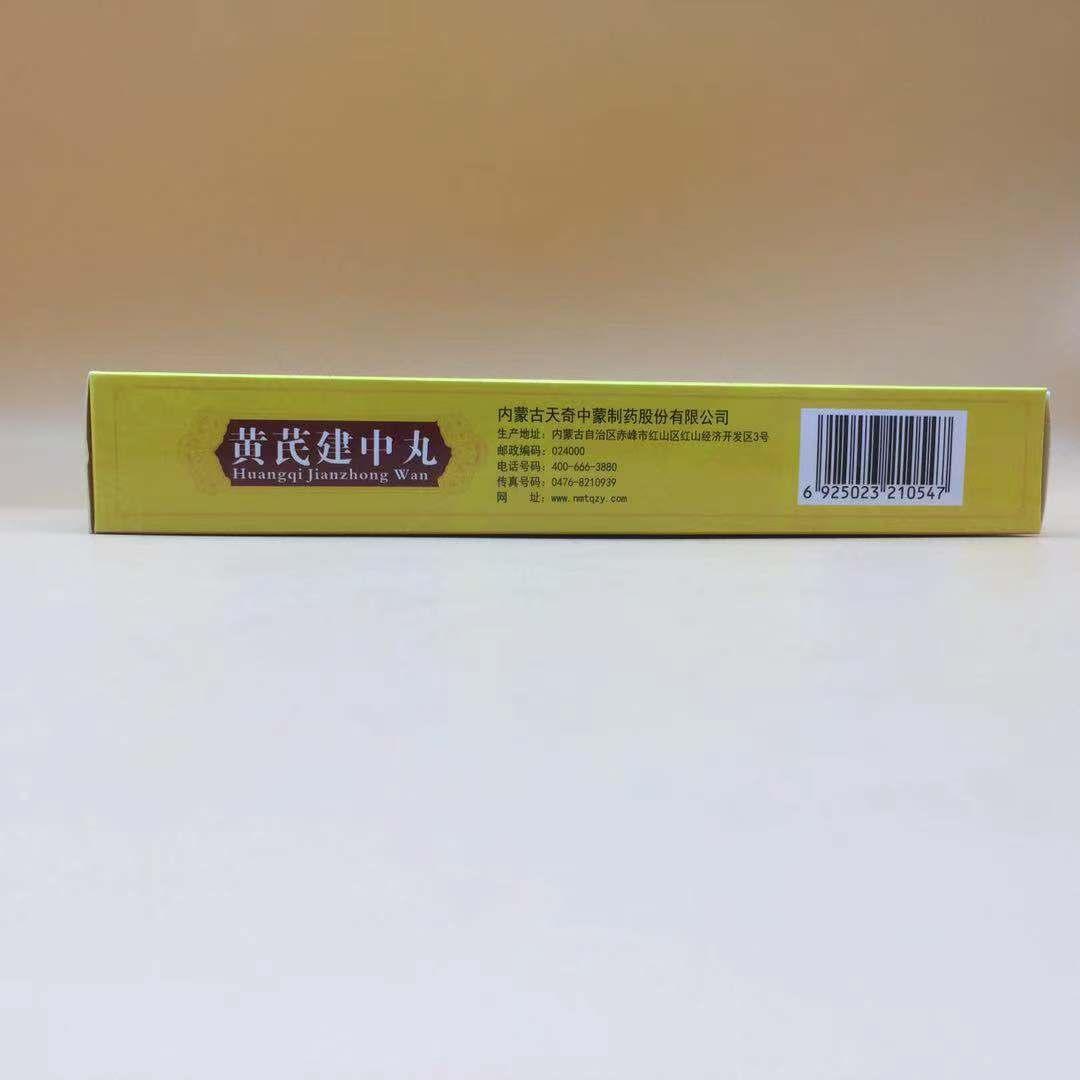 黄芪建中丸
Huangqi Jianzhong Wan
内蒙古天奇中蒙制药股份有限公司
生产地址：内蒙古自治区赤峰市红山区红山经济开发区3号
邮政编码：024000
电话号码：400-666-3880
传真号码：0476-8210939
网　　址：www.nmtqzy.com
6 925023 210547